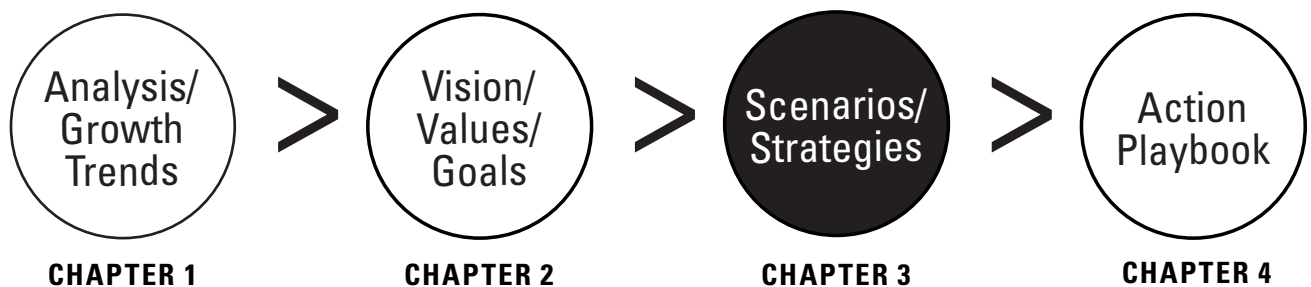 Analysis/
Growth
Trends
>
Vision/
Values/
Goals
>
Scenarios/
Strategies
>
Action
Playbook
CHAPTER 1
CHAPTER 2
CHAPTER 3
CHAPTER 4